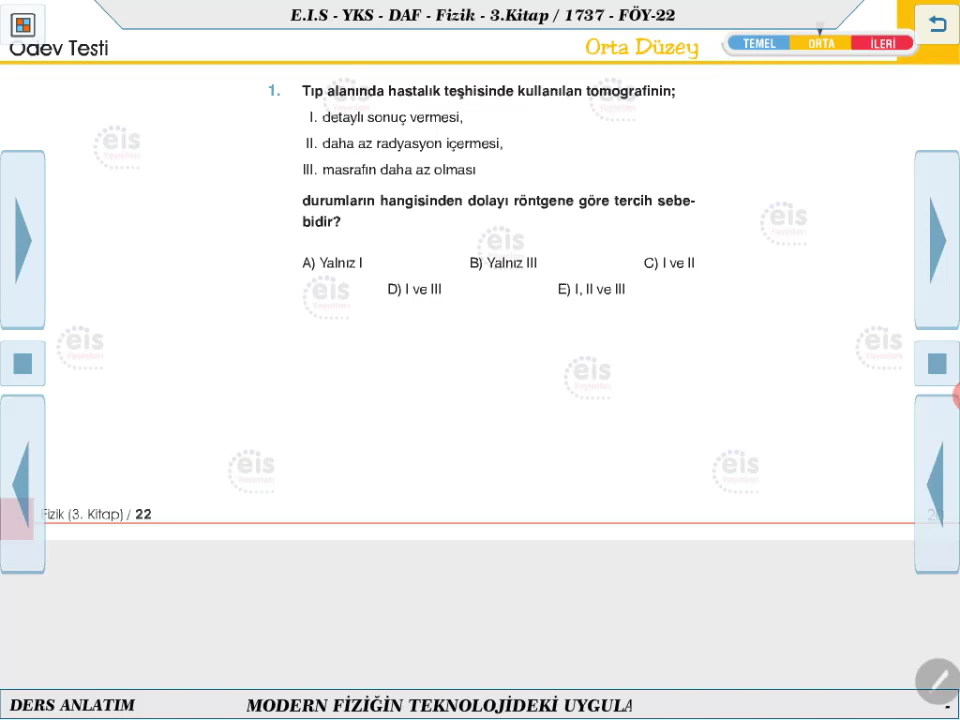 E.I.S - YKS - DAF - Fizik - 3.Kitap / 1737 - FÖY-22
Ödev Testi
Orta Düzey
TEMEL ORTA İLERİ
1. Tıp alanında hastalık teşhisinde kullanılan tomografinin;
I. detaylı sonuç vermesi,
II. daha az radyasyon içermesi,
III. masrafın daha az olması
durumların hangisinden dolayı röntgene göre tercih sebe-
bidir?
A) Yalnız I B) Yalnız III C) I ve II
D) I ve III E) I, II ve III
eis
Yayınları
Fizik (3. Kitap) / 22
DERS ANLATIM
MODERN FİZİĞİN TEKNOLOJİDEKİ UYGULA
-